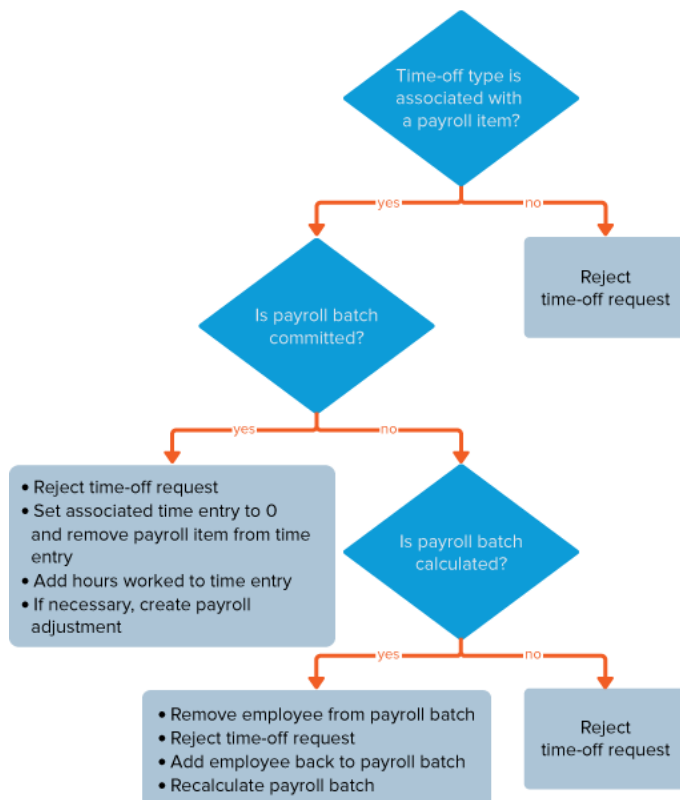 Time-off type is
associated with
a payroll item?
yes
no
Reject
time-off request
Is payroll batch
committed?
yes
no
• Reject time-off request
• Set associated time entry to 0
and remove payroll item from time
entry
• Add hours worked to time entry
• If necessary, create payroll
adjustment
Is payroll batch
calculated?
yes
no
• Remove employee from payroll batch
• Reject time-off request
• Add employee back to payroll batch
• Recalculate payroll batch
Reject
time-off request